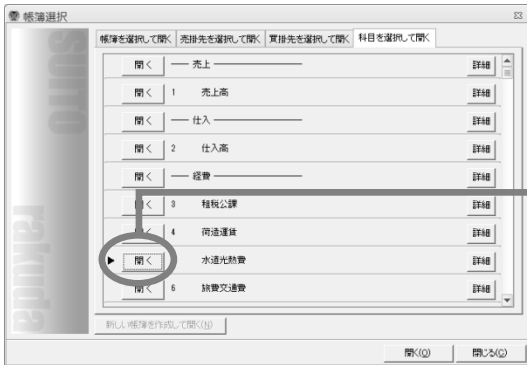 帳簿選択
帳簿を選択して開く 売掛先を選択して開く 買掛先を選択して開く 科目を選択して開く
開く ── 売上 ────── 詳細
開く 1 売上高 詳細
開く ── 仕入 ────── 詳細
開く 2 仕入高 詳細
開く ── 経費 ────── 詳細
開く 3 租税公課 詳細
開く 4 荷造運賃 詳細
開く 水道光熱費 詳細
開く 6 旅費交通費 詳細
新しい帳簿を作成して開く(N)
開く(O) 閉じる(C)
SUITO
rakuda